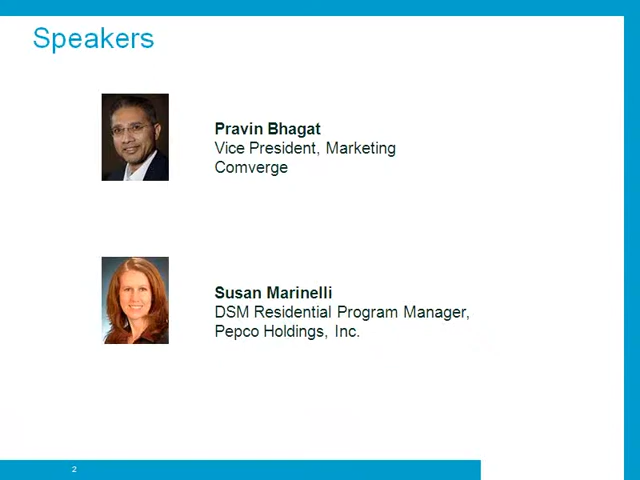 Speakers
Pravin Bhagat
Vice President, Marketing
Comverge
Susan Marinelli
DSM Residential Program Manager,
Pepco Holdings, Inc.
2